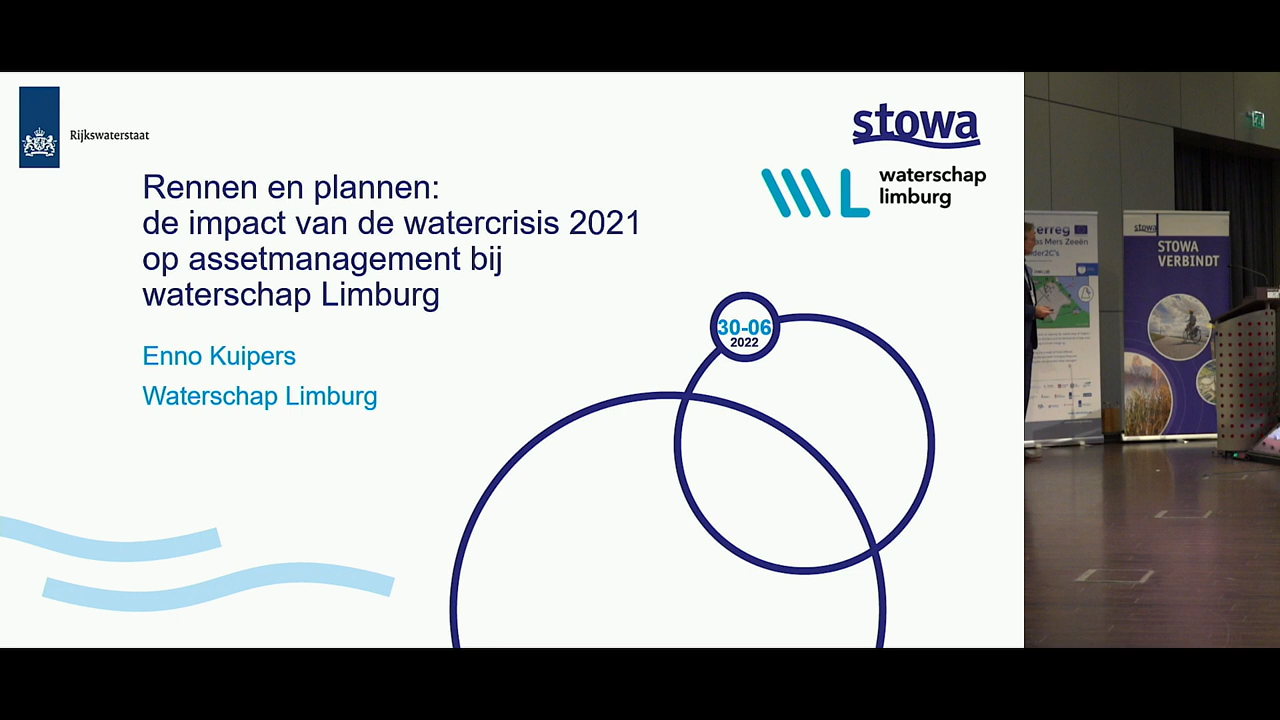 Rijkswaterstaat
stowa
waterschap
limburg
Rennen en plannen:
de impact van de watercrisis 2021
op assetmanagement bij
waterschap Limburg
Enno Kuipers
Waterschap Limburg
30-06
2022
stowa
STOWA
VERBINDT